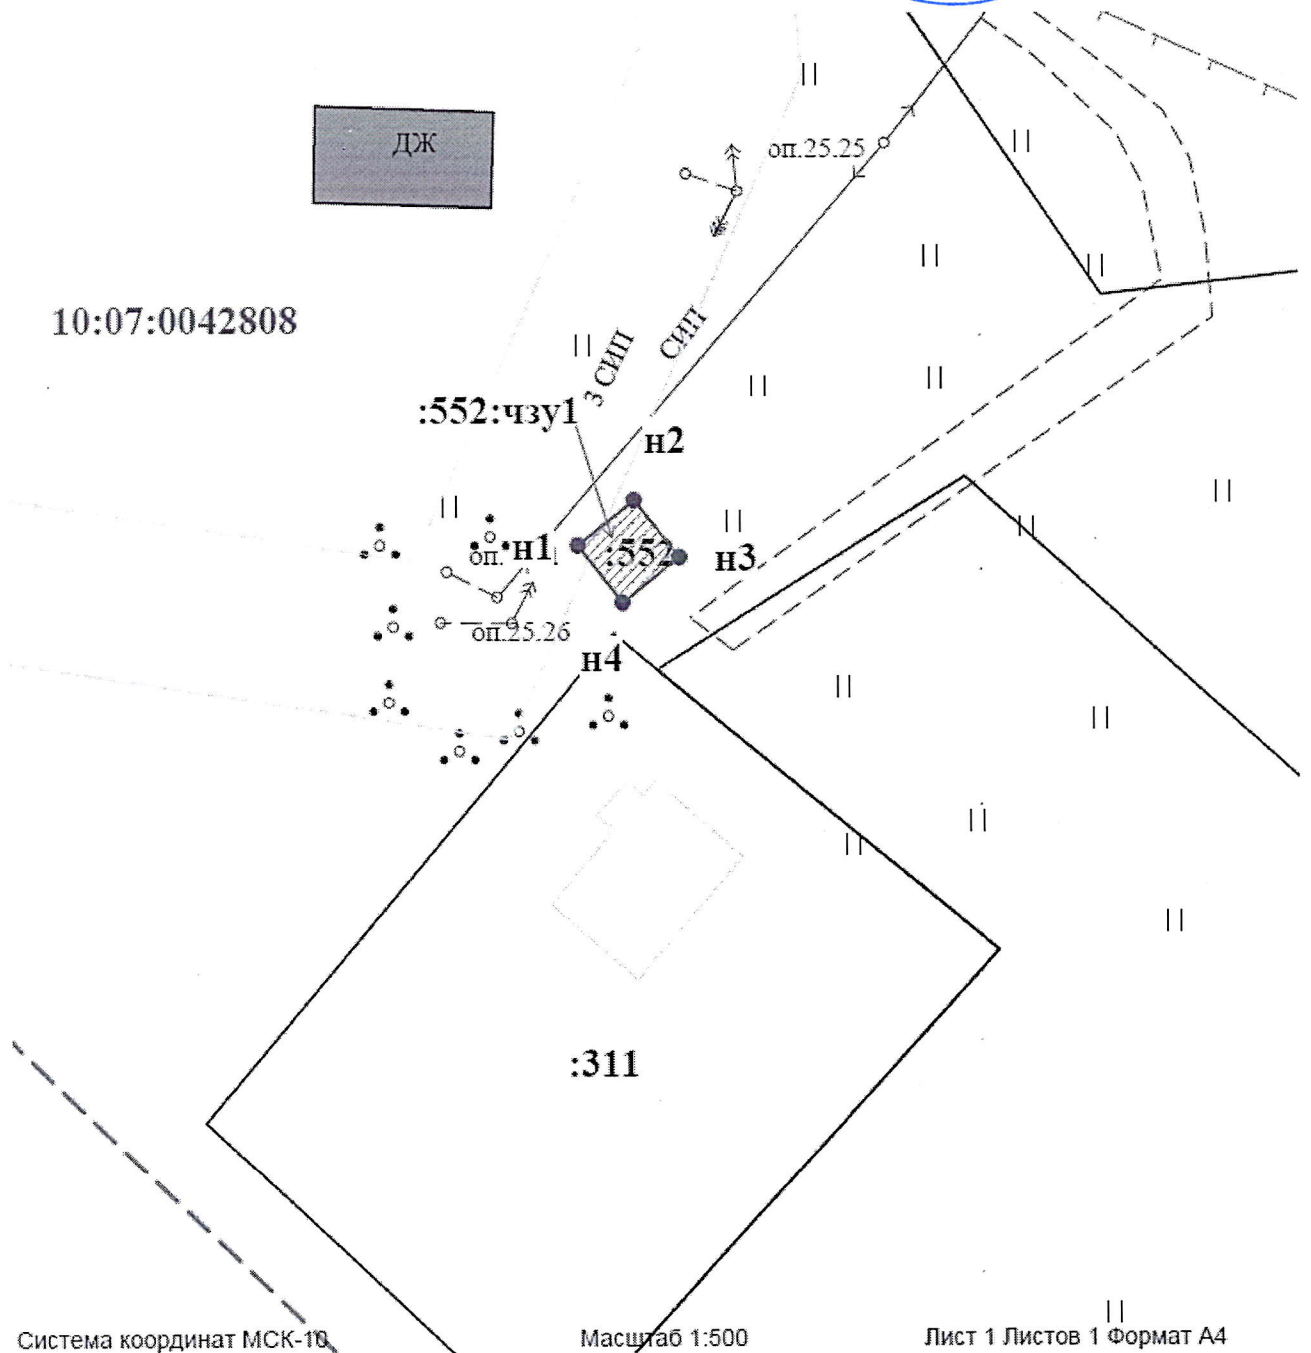 ДЖ
оп.25.25
10:07:0042808
3 СИП
СИП
:552:чзу1
н2
оп.
н1
:552
н3
оп.25.26
н4
:311
Система координат МСК-10
Масштаб 1:500
Лист 1 Листов 1 Формат А4